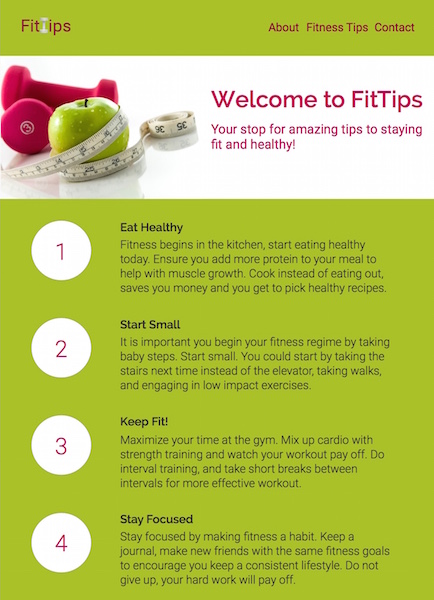 FitTips
About Fitness Tips Contact
Welcome to FitTips
Your stop for amazing tips to staying
fit and healthy!
3
35
1
Eat Healthy
Fitness begins in the kitchen, start eating healthy
today. Ensure you add more protein to your meal to
help with muscle growth. Cook instead of eating out,
saves you money and you get to pick healthy recipes.
2
Start Small
It is important you begin your fitness regime by taking
baby steps. Start small. You could start by taking the
stairs next time instead of the elevator, taking walks,
and engaging in low impact exercises.
3
Keep Fit!
Maximize your time at the gym. Mix up cardio with
strength training and watch your workout pay off. Do
interval training, and take short breaks between
intervals for more effective workout.
4
Stay Focused
Stay focused by making fitness a habit. Keep a
journal, make new friends with the same fitness goals
to encourage you keep a consistent lifestyle. Do not
give up, your hard work will pay off.